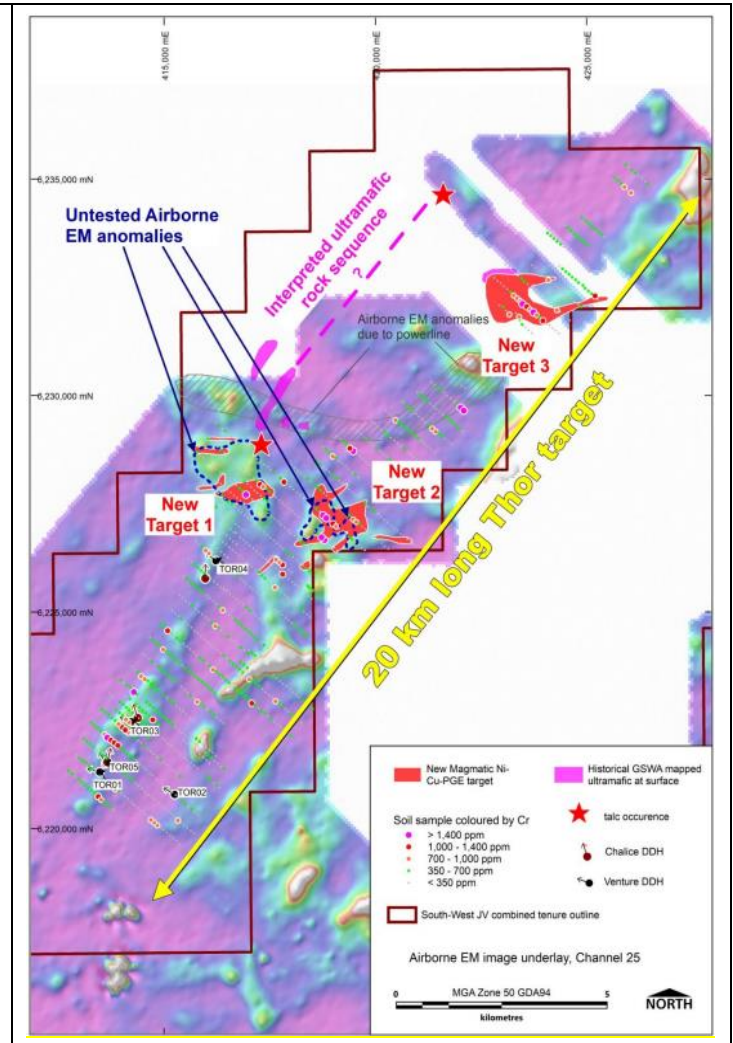 415,000 mE
420,000 mE
425,000 mE
6,235,000 mN
Untested Airborne
EM anomalies
Interpreted ultramafic
rock sequence
?
Airborne EM anomalies
due to powerline
New
Target 3
6,230,000 mN
New
Target 2
New
Target 1
TOR04
6,225,000 mN
20 km long Thor target
TOR03
TOR05
TOR01
TOR02
6,220,000 mN
New Magmatic Ni-
Cu-PGE target
Historical GSWA mapped
ultramafic at surface
Soil sample coloured by Cr
> 1,400 ppm
1,000 - 1,400 ppm
700 - 1,000 ppm
350 - 700 ppm
< 350 ppm
talc occurence
Chalice DDH
Venture DDH
South-West JV combined tenure outline
Airborne EM image underlay, Channel 25
MGA Zone 50 GDA94
0
5
kilometres
NORTH